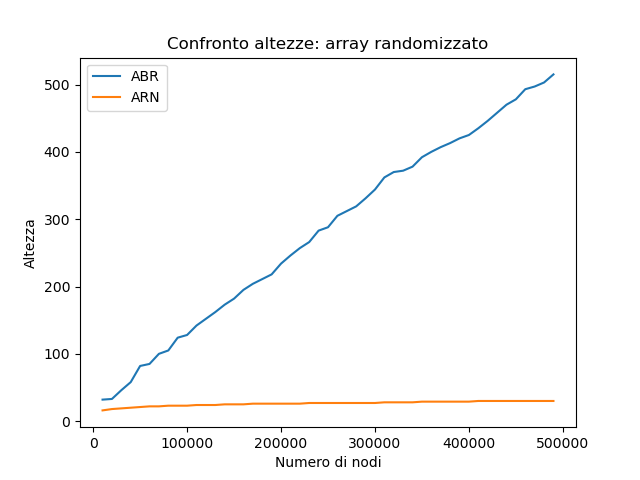 Confronto altezze: array randomizzato
ABR
ARN
500
400
300
200
100
0
Altezza
0 100000 200000 300000 400000 500000
Numero di nodi